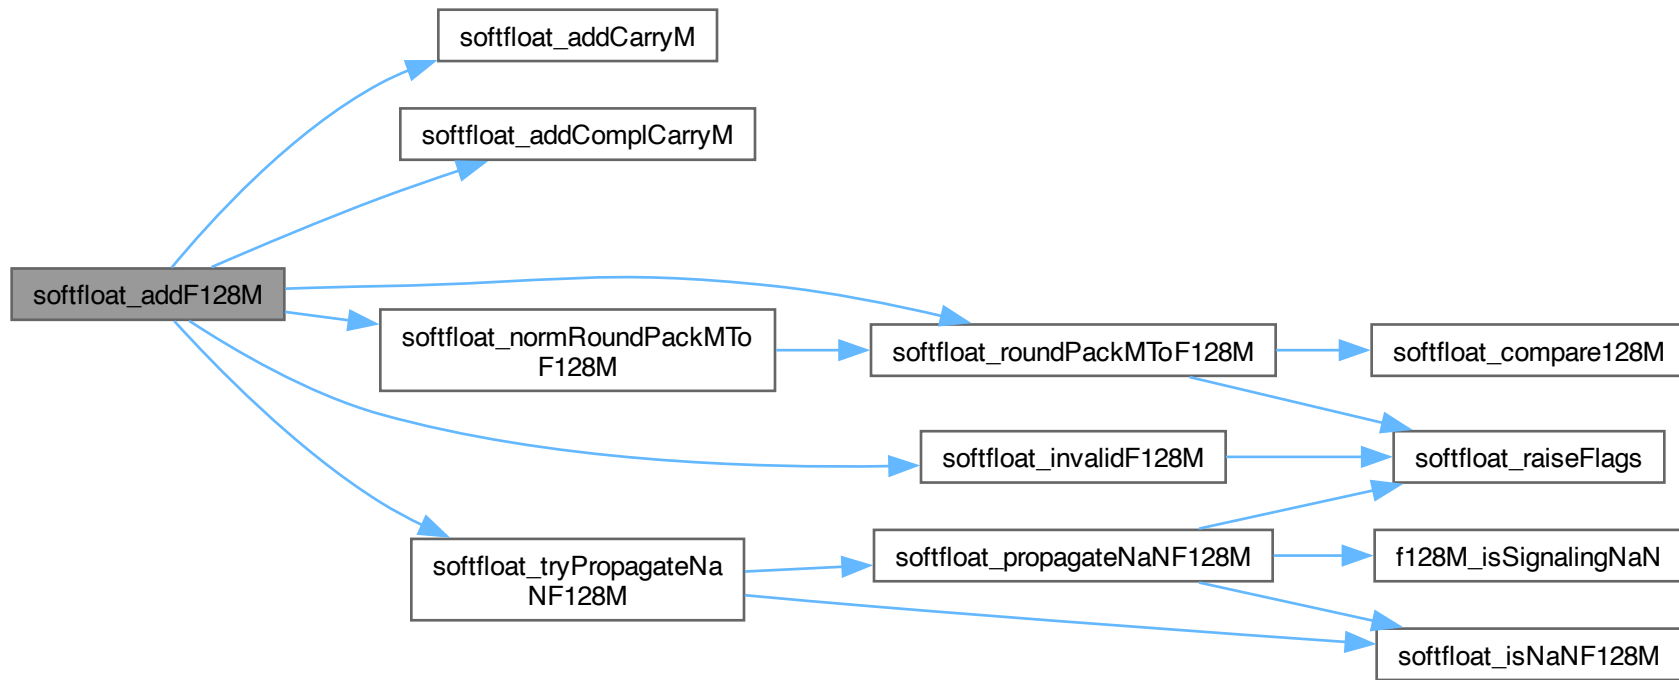 softfloat_addCarryM
softfloat_addComplCarryM
softfloat_addF128M
softfloat_normRoundPackMTo
F128M
softfloat_roundPackMToF128M
softfloat_compare128M
softfloat_invalidF128M
softfloat_raiseFlags
softfloat_tryPropagateNa
NF128M
softfloat_propagateNaNF128M
f128M_isSignalingNaN
softfloat_isNaNF128M